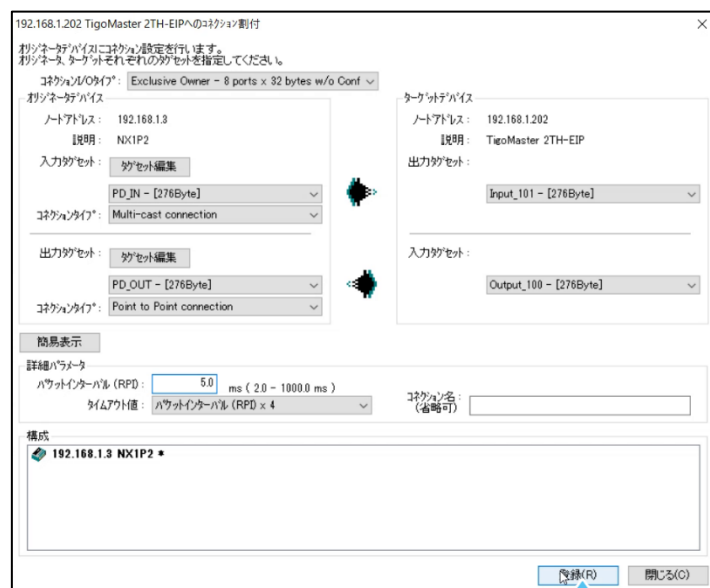 192.168.1.202 TigoMaster 2TH-EIPへのコネクション割付
オリジネータデバイスにコネクション設定を行います。
オリジネータ、ターゲットそれぞれのタグセットを指定してください。
コネクションI/Oタイプ： Exclusive Owner - 8 ports x 32 bytes w/o Conf
オリジネータデバイス
ノードアドレス： 192.168.1.3
説明： NX1P2
入力タグセット： タグセット編集
PD_IN - [276Byte]
コネクションタイプ： Multi-cast connection
出力タグセット： タグセット編集
PD_OUT - [276Byte]
コネクションタイプ： Point to Point connection
ターゲットデバイス
ノードアドレス： 192.168.1.202
説明： TigoMaster 2TH-EIP
出力タグセット：
Input_101 - [276Byte]
入力タグセット：
Output_100 - [276Byte]
簡易表示
詳細パラメータ
パケットインターバル (RPI)： 5.0 ms ( 2.0 - 1000.0 ms )
タイムアウト値： パケットインターバル (RPI) x 4
コネクション名：
(省略可)
構成
192.168.1.3 NX1P2 *
登録(R) 閉じる(C)